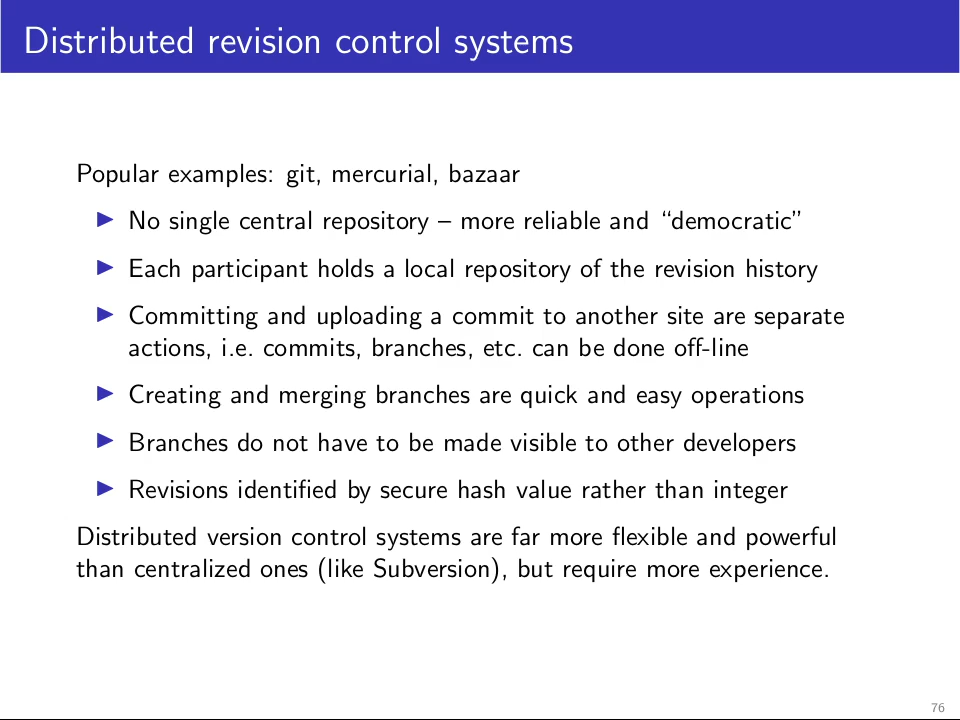 Distributed revision control systems
Popular examples: git, mercurial, bazaar
▶ No single central repository – more reliable and “democratic”
▶ Each participant holds a local repository of the revision history
▶ Committing and uploading a commit to another site are separate
actions, i.e. commits, branches, etc. can be done off-line
▶ Creating and merging branches are quick and easy operations
▶ Branches do not have to be made visible to other developers
▶ Revisions identified by secure hash value rather than integer
Distributed version control systems are far more flexible and powerful
than centralized ones (like Subversion), but require more experience.
76